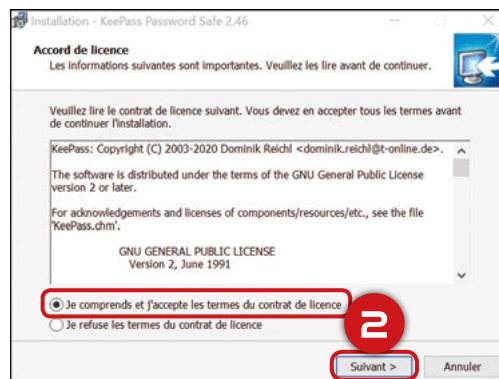 Installation - KeePass Password Safe 2.46
Accord de licence
Les informations suivantes sont importantes. Veuillez les lire avant de continuer.
Veuillez lire le contrat de licence suivant. Vous devez en accepter tous les termes avant
de continuer l'installation.
KeePass: Copyright (C) 2003-2020 Dominik Reichl <dominik.reichl@t-online.de>.
The software is distributed under the terms of the GNU General Public License
version 2 or later.
For acknowledgements and licenses of components/resources/etc., see the file
'KeePass.chm'.
GNU GENERAL PUBLIC LICENSE
Version 2, June 1991
Je comprends et j'accepte les termes du contrat de licence
Je refuse les termes du contrat de licence
2
Suivant > Annuler